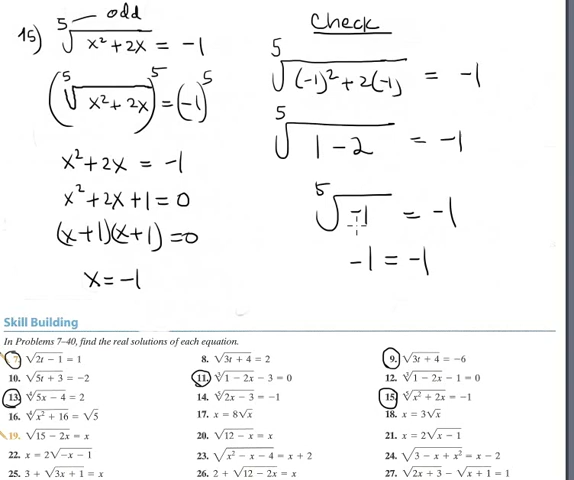 15) ⁵√(x² + 2x) = -1 odd
(⁵√(x² + 2x))⁵ = (-1)⁵
x² + 2x = -1
x² + 2x + 1 = 0
(x+1)(x+1) = 0
x = -1
Check
⁵√((-1)² + 2(-1)) = -1
⁵√(1 - 2) = -1
⁵√(-1) = -1
-1 = -1
Skill Building
In Problems 7–40, find the real solutions of each equation.
7. √(2t − 1) = 1 8. √(3t + 4) = 2 9. √(3t + 4) = −6
10. √(5t + 3) = −2 11. ³√(1 − 2x) − 3 = 0 12. ³√(1 − 2x) − 1 = 0
13. √(5x − 4) = 2 14. √(2x − 3) = −1 15. ⁵√(x² + 2x) = −1
16. √(x² + 16) = √5 17. x = 8√x 18. x = 3√x
19. √(15 − 2x) = x 20. √(12 − x) = x 21. x = 2√(x − 1)
22. x = 2√(−x − 1) 23. √(x² − x − 4) = x + 2 24. √(3 − x + x²) = x − 2
25. 3 + √(3x + 1) = x 26. 2 + √(12 − 2x) = x 27. √(2x + 3) − √(x + 1) = 1